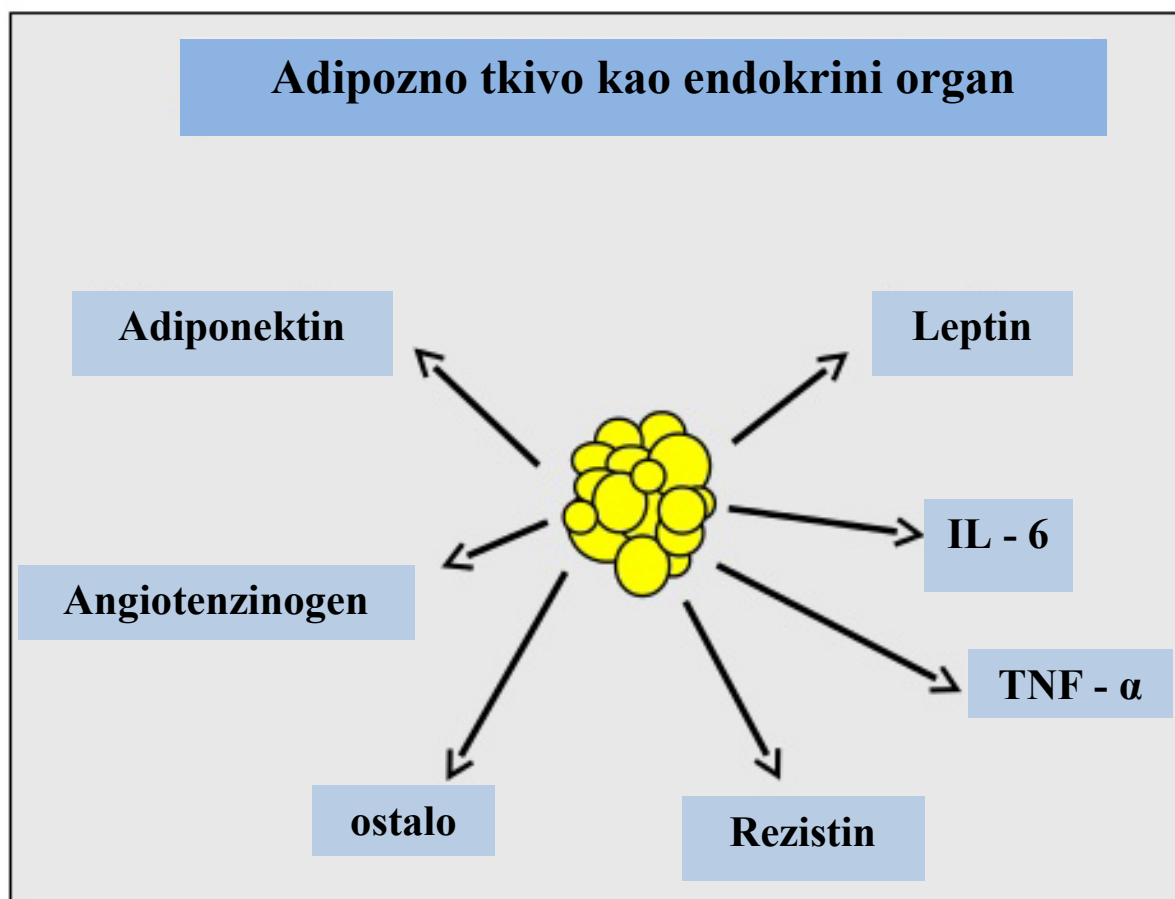 Adipozno tkivo kao endokrini organ
Adiponektin
Leptin
IL - 6
Angiotenzinogen
TNF - α
ostalo
Rezistin